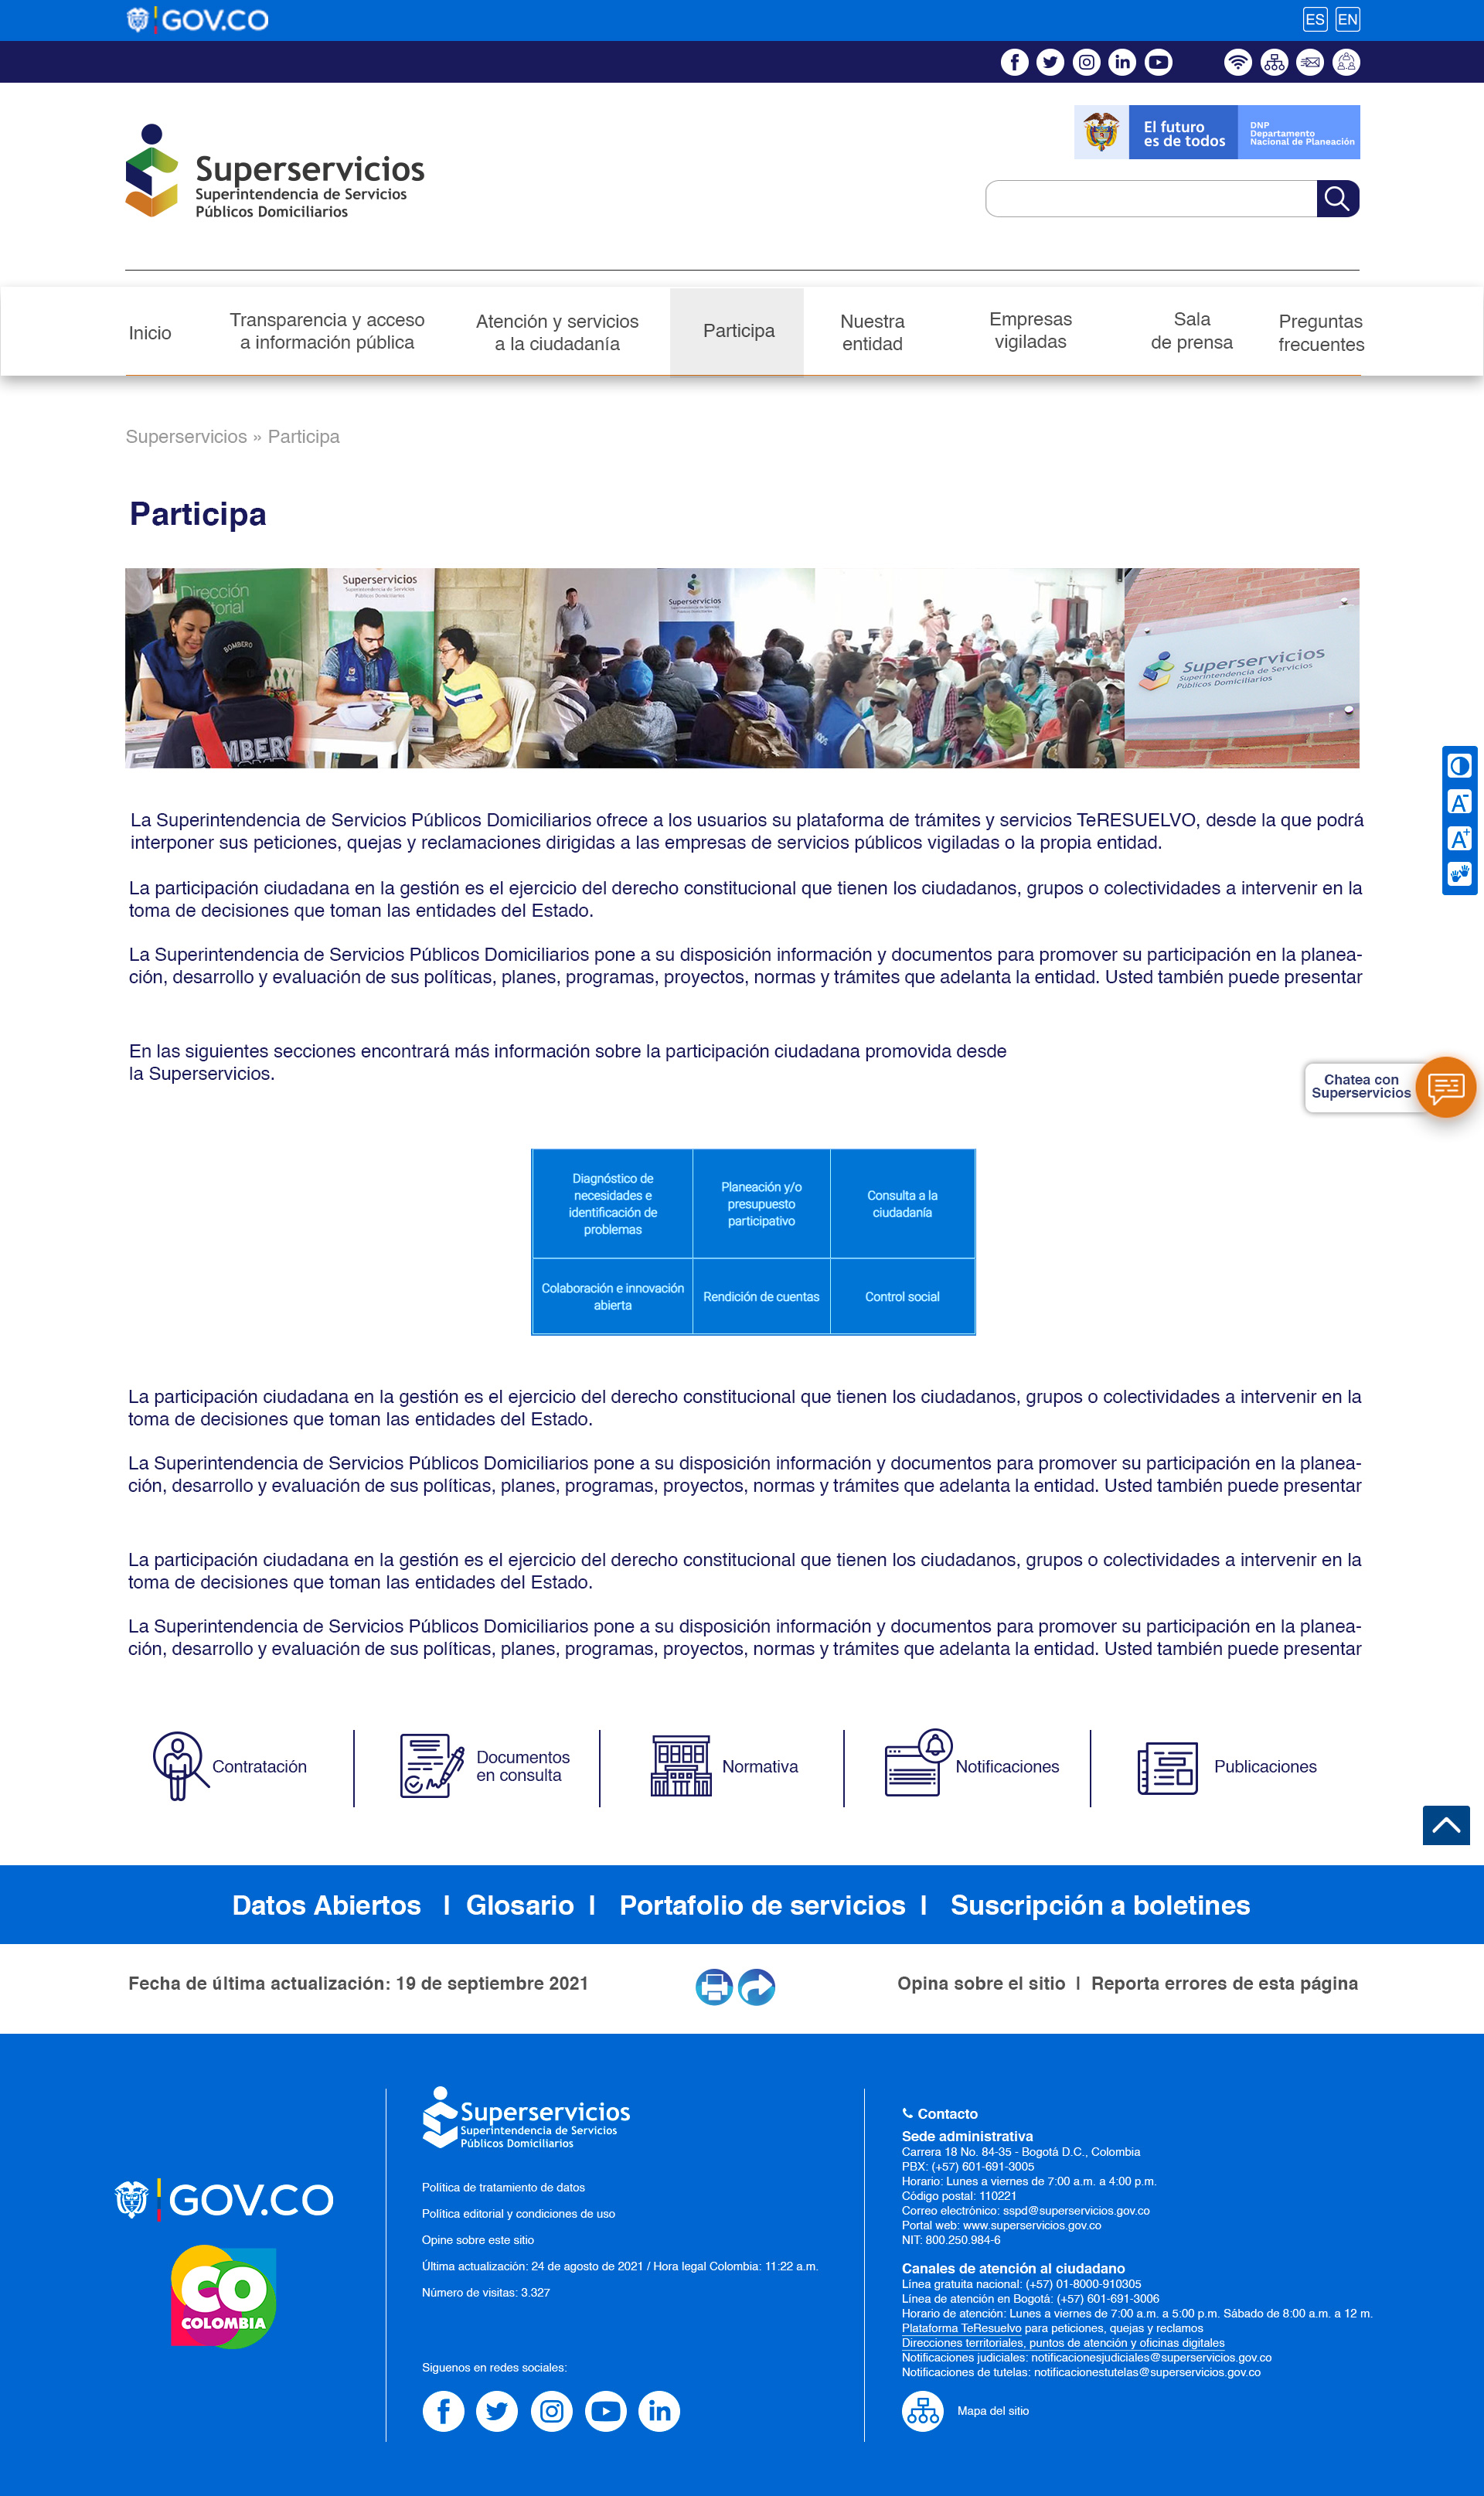 GOV.CO
ES EN
Superservicios
Superintendencia de Servicios
Públicos Domiciliarios
El futuro
es de todos
DNP
Departamento
Nacional de Planeación
Inicio
Transparencia y acceso
a información pública
Atención y servicios
a la ciudadanía
Participa
Nuestra
entidad
Empresas
vigiladas
Sala
de prensa
Preguntas
frecuentes
Superservicios » Participa
Participa
Dirección
BOMBERO
BOMBERO
Superservicios
Superintendencia de Servicios
Públicos Domiciliarios
Superservicios
Superservicios
Superintendencia de Servicios
Públicos Domiciliarios
La Superintendencia de Servicios Públicos Domiciliarios ofrece a los usuarios su plataforma de trámites y servicios TeRESUELVO, desde la que podrá
interponer sus peticiones, quejas y reclamaciones dirigidas a las empresas de servicios públicos vigiladas o la propia entidad.
La participación ciudadana en la gestión es el ejercicio del derecho constitucional que tienen los ciudadanos, grupos o colectividades a intervenir en la
toma de decisiones que toman las entidades del Estado.
La Superintendencia de Servicios Públicos Domiciliarios pone a su disposición información y documentos para promover su participación en la planea-
ción, desarrollo y evaluación de sus políticas, planes, programas, proyectos, normas y trámites que adelanta la entidad. Usted también puede presentar
En las siguientes secciones encontrará más información sobre la participación ciudadana promovida desde
la Superservicios.
A-
A+
Chatea con
Superservicios
Diagnóstico de
necesidades e
identificación de
problemas
Planeación y/o
presupuesto
participativo
Consulta a la
ciudadanía
Colaboración e innovación
abierta
Rendición de cuentas
Control social
La participación ciudadana en la gestión es el ejercicio del derecho constitucional que tienen los ciudadanos, grupos o colectividades a intervenir en la
toma de decisiones que toman las entidades del Estado.
La Superintendencia de Servicios Públicos Domiciliarios pone a su disposición información y documentos para promover su participación en la planea-
ción, desarrollo y evaluación de sus políticas, planes, programas, proyectos, normas y trámites que adelanta la entidad. Usted también puede presentar
La participación ciudadana en la gestión es el ejercicio del derecho constitucional que tienen los ciudadanos, grupos o colectividades a intervenir en la
toma de decisiones que toman las entidades del Estado.
La Superintendencia de Servicios Públicos Domiciliarios pone a su disposición información y documentos para promover su participación en la planea-
ción, desarrollo y evaluación de sus políticas, planes, programas, proyectos, normas y trámites que adelanta la entidad. Usted también puede presentar
Contratación
Documentos
en consulta
Normativa
Notificaciones
Publicaciones
Datos Abiertos | Glosario | Portafolio de servicios | Suscripción a boletines
Fecha de última actualización: 19 de septiembre 2021
Opina sobre el sitio | Reporta errores de esta página
GOV.CO
CO
COLOMBIA
Superservicios
Superintendencia de Servicios
Públicos Domiciliarios
Política de tratamiento de datos
Política editorial y condiciones de uso
Opine sobre este sitio
Última actualización: 24 de agosto de 2021 / Hora legal Colombia: 11:22 a.m.
Número de visitas: 3.327
Siguenos en redes sociales:
Contacto
Sede administrativa
Carrera 18 No. 84-35 - Bogotá D.C., Colombia
PBX: (+57) 601-691-3005
Horario: Lunes a viernes de 7:00 a.m. a 4:00 p.m.
Código postal: 110221
Correo electrónico: sspd@superservicios.gov.co
Portal web: www.superservicios.gov.co
NIT: 800.250.984-6
Canales de atención al ciudadano
Línea gratuita nacional: (+57) 01-8000-910305
Línea de atención en Bogotá: (+57) 601-691-3006
Horario de atención: Lunes a viernes de 7:00 a.m. a 5:00 p.m. Sábado de 8:00 a.m. a 12 m.
Plataforma TeResuelvo para peticiones, quejas y reclamos
Direcciones territoriales, puntos de atención y oficinas digitales
Notificaciones judiciales: notificacionesjudiciales@superservicios.gov.co
Notificaciones de tutelas: notificacionestutelas@superservicios.gov.co
Mapa del sitio